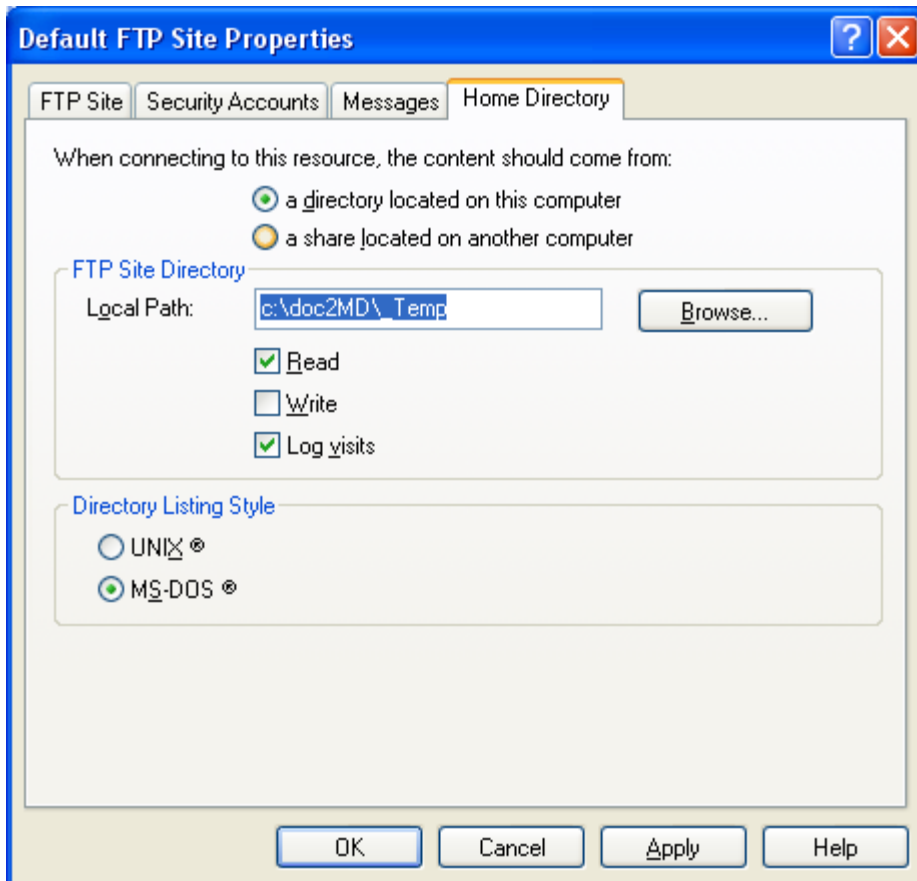 Default FTP Site Properties
FTP Site Security Accounts Messages Home Directory
When connecting to this resource, the content should come from:
a directory located on this computer
a share located on another computer
FTP Site Directory
Local Path: c:\doc2MD\_Temp Browse...
Read
Write
Log visits
Directory Listing Style
UNIX ®
MS-DOS ®
OK Cancel Apply Help